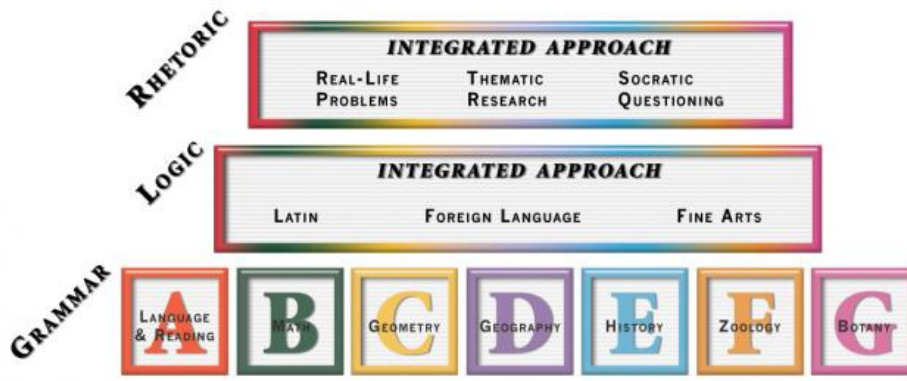 RHETORIC
INTEGRATED APPROACH
REAL-LIFE THEMATIC SOCRATIC
PROBLEMS RESEARCH QUESTIONING
LOGIC
INTEGRATED APPROACH
LATIN FOREIGN LANGUAGE FINE ARTS
GRAMMAR
A B C D E F G
LANGUAGE
& READING MATH GEOMETRY GEOGRAPHY HISTORY ZOOLOGY BOTANY